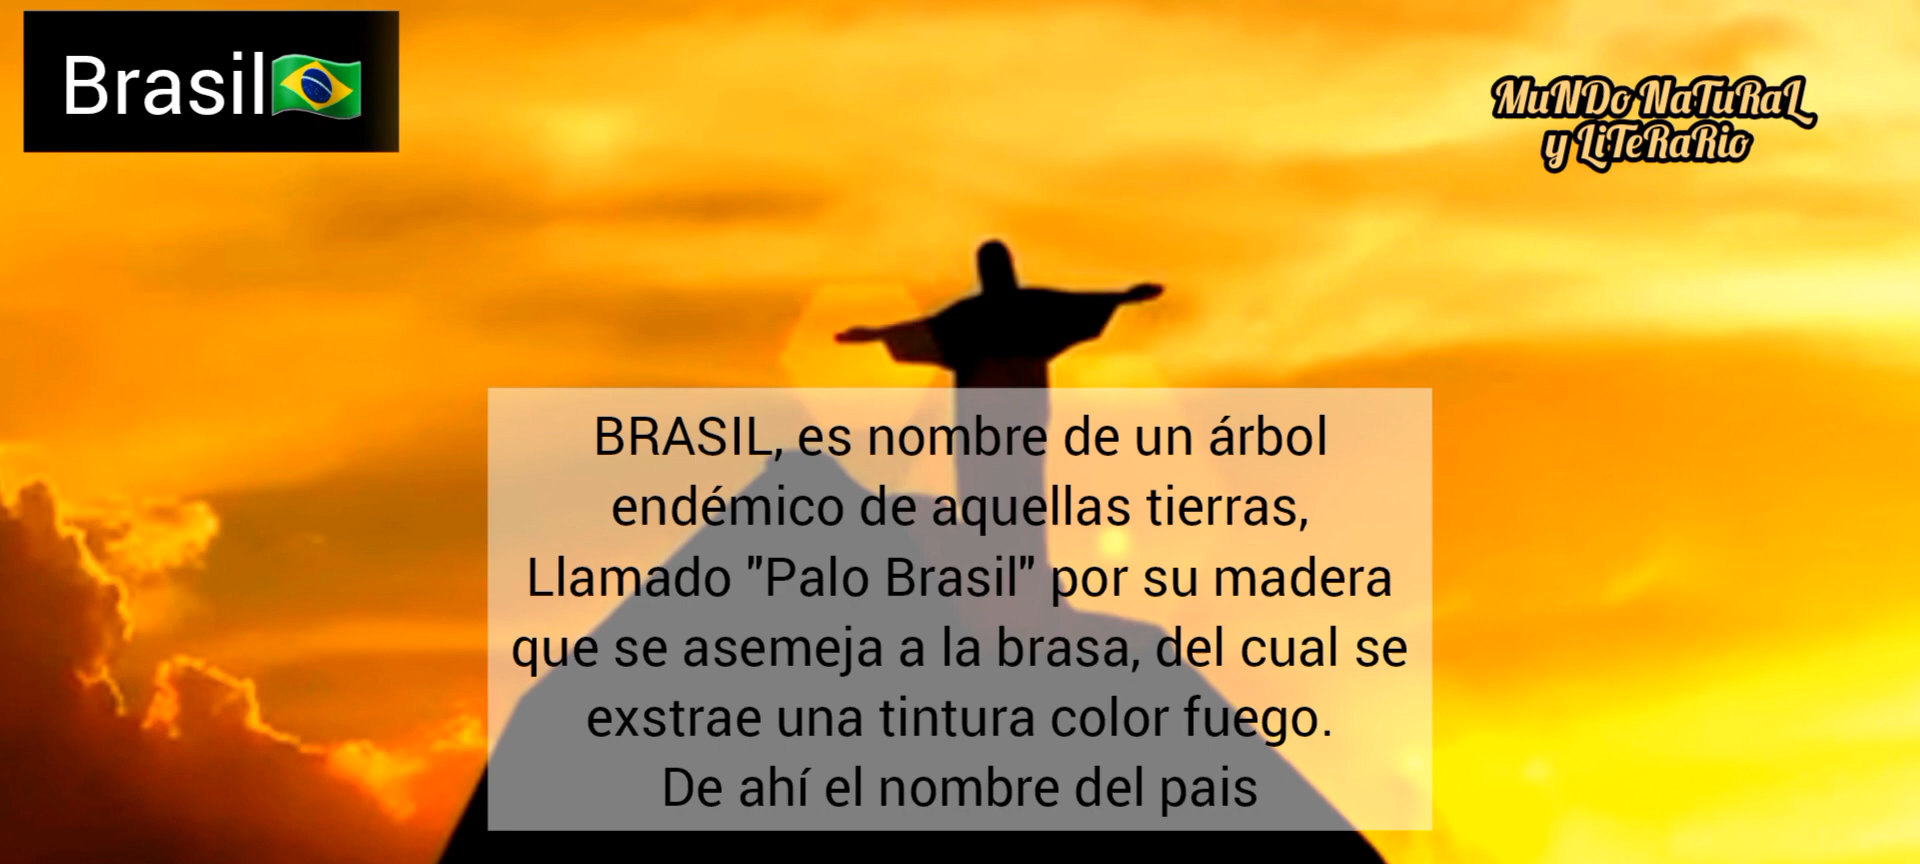 Brasil🇧🇷
MuNDo NaTuRaL
y LiTeRaRio
BRASIL, es nombre de un árbol
endémico de aquellas tierras,
Llamado "Palo Brasil" por su madera
que se asemeja a la brasa, del cual se
exstrae una tintura color fuego.
De ahí el nombre del pais